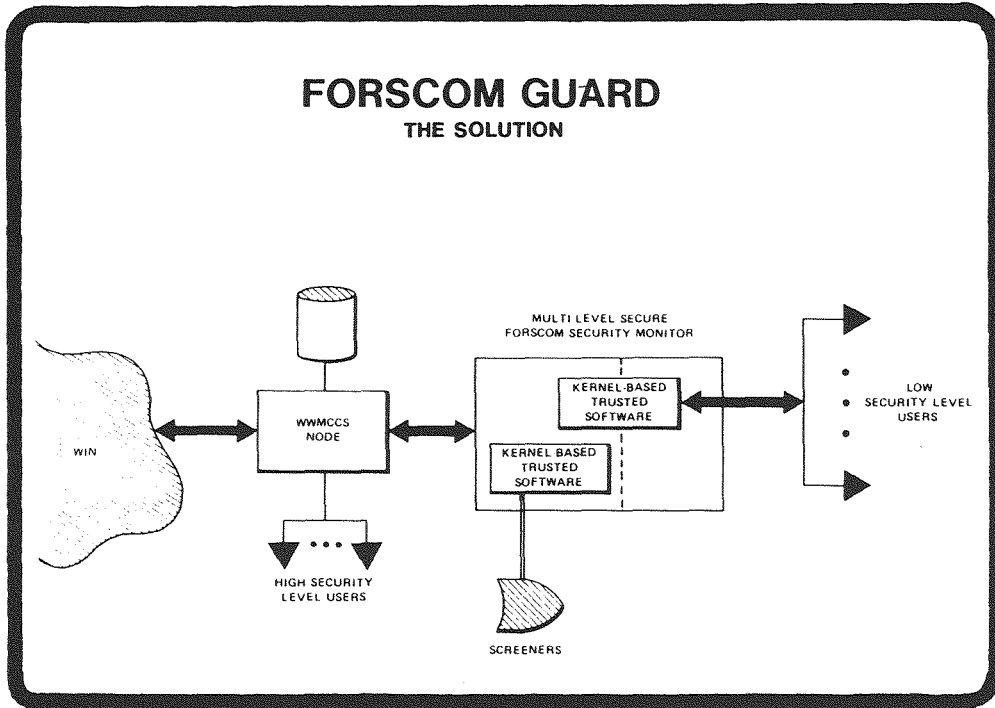 FORSCOM GUARD
THE SOLUTION
MULTI LEVEL SECURE
FORSCOM SECURITY MONITOR
KERNEL-BASED
TRUSTED
SOFTWARE
LOW
SECURITY LEVEL
USERS
WWMCCS
NODE
WIN
KERNEL BASED
TRUSTED
SOFTWARE
HIGH SECURITY
LEVEL USERS
SCREENERS